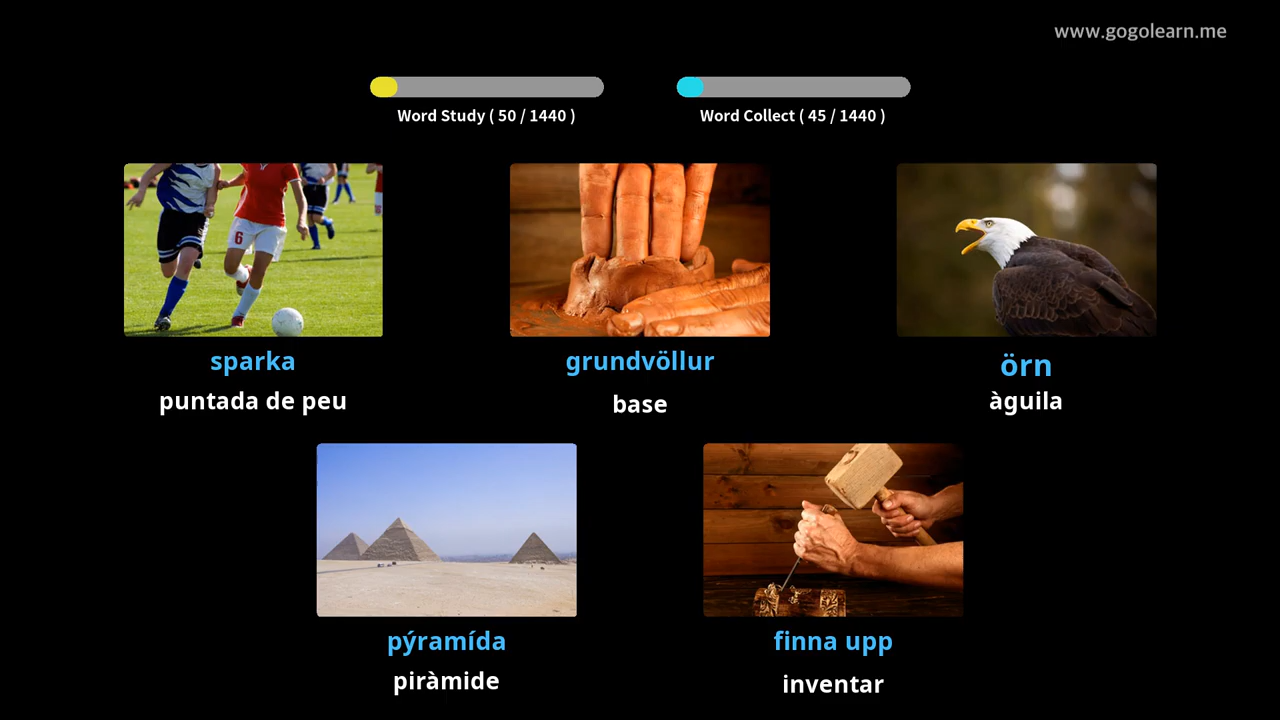 www.gogolearn.me
Word Study ( 50 / 1440 )
Word Collect ( 45 / 1440 )
sparka
puntada de peu
grundvöllur
base
örn
àguila
pýramída
piràmide
finna upp
inventar